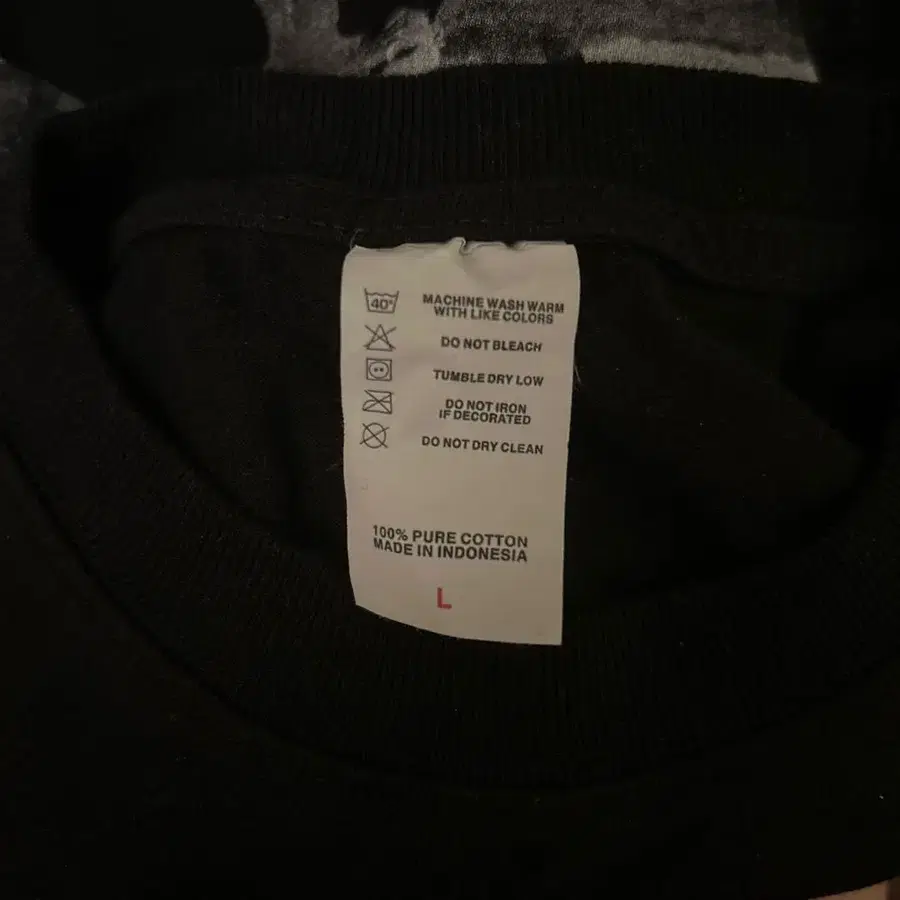 40°
MACHINE WASH WARM
WITH LIKE COLORS
DO NOT BLEACH
TUMBLE DRY LOW
DO NOT IRON
IF DECORATED
DO NOT DRY CLEAN
100% PURE COTTON
MADE IN INDONESIA
L